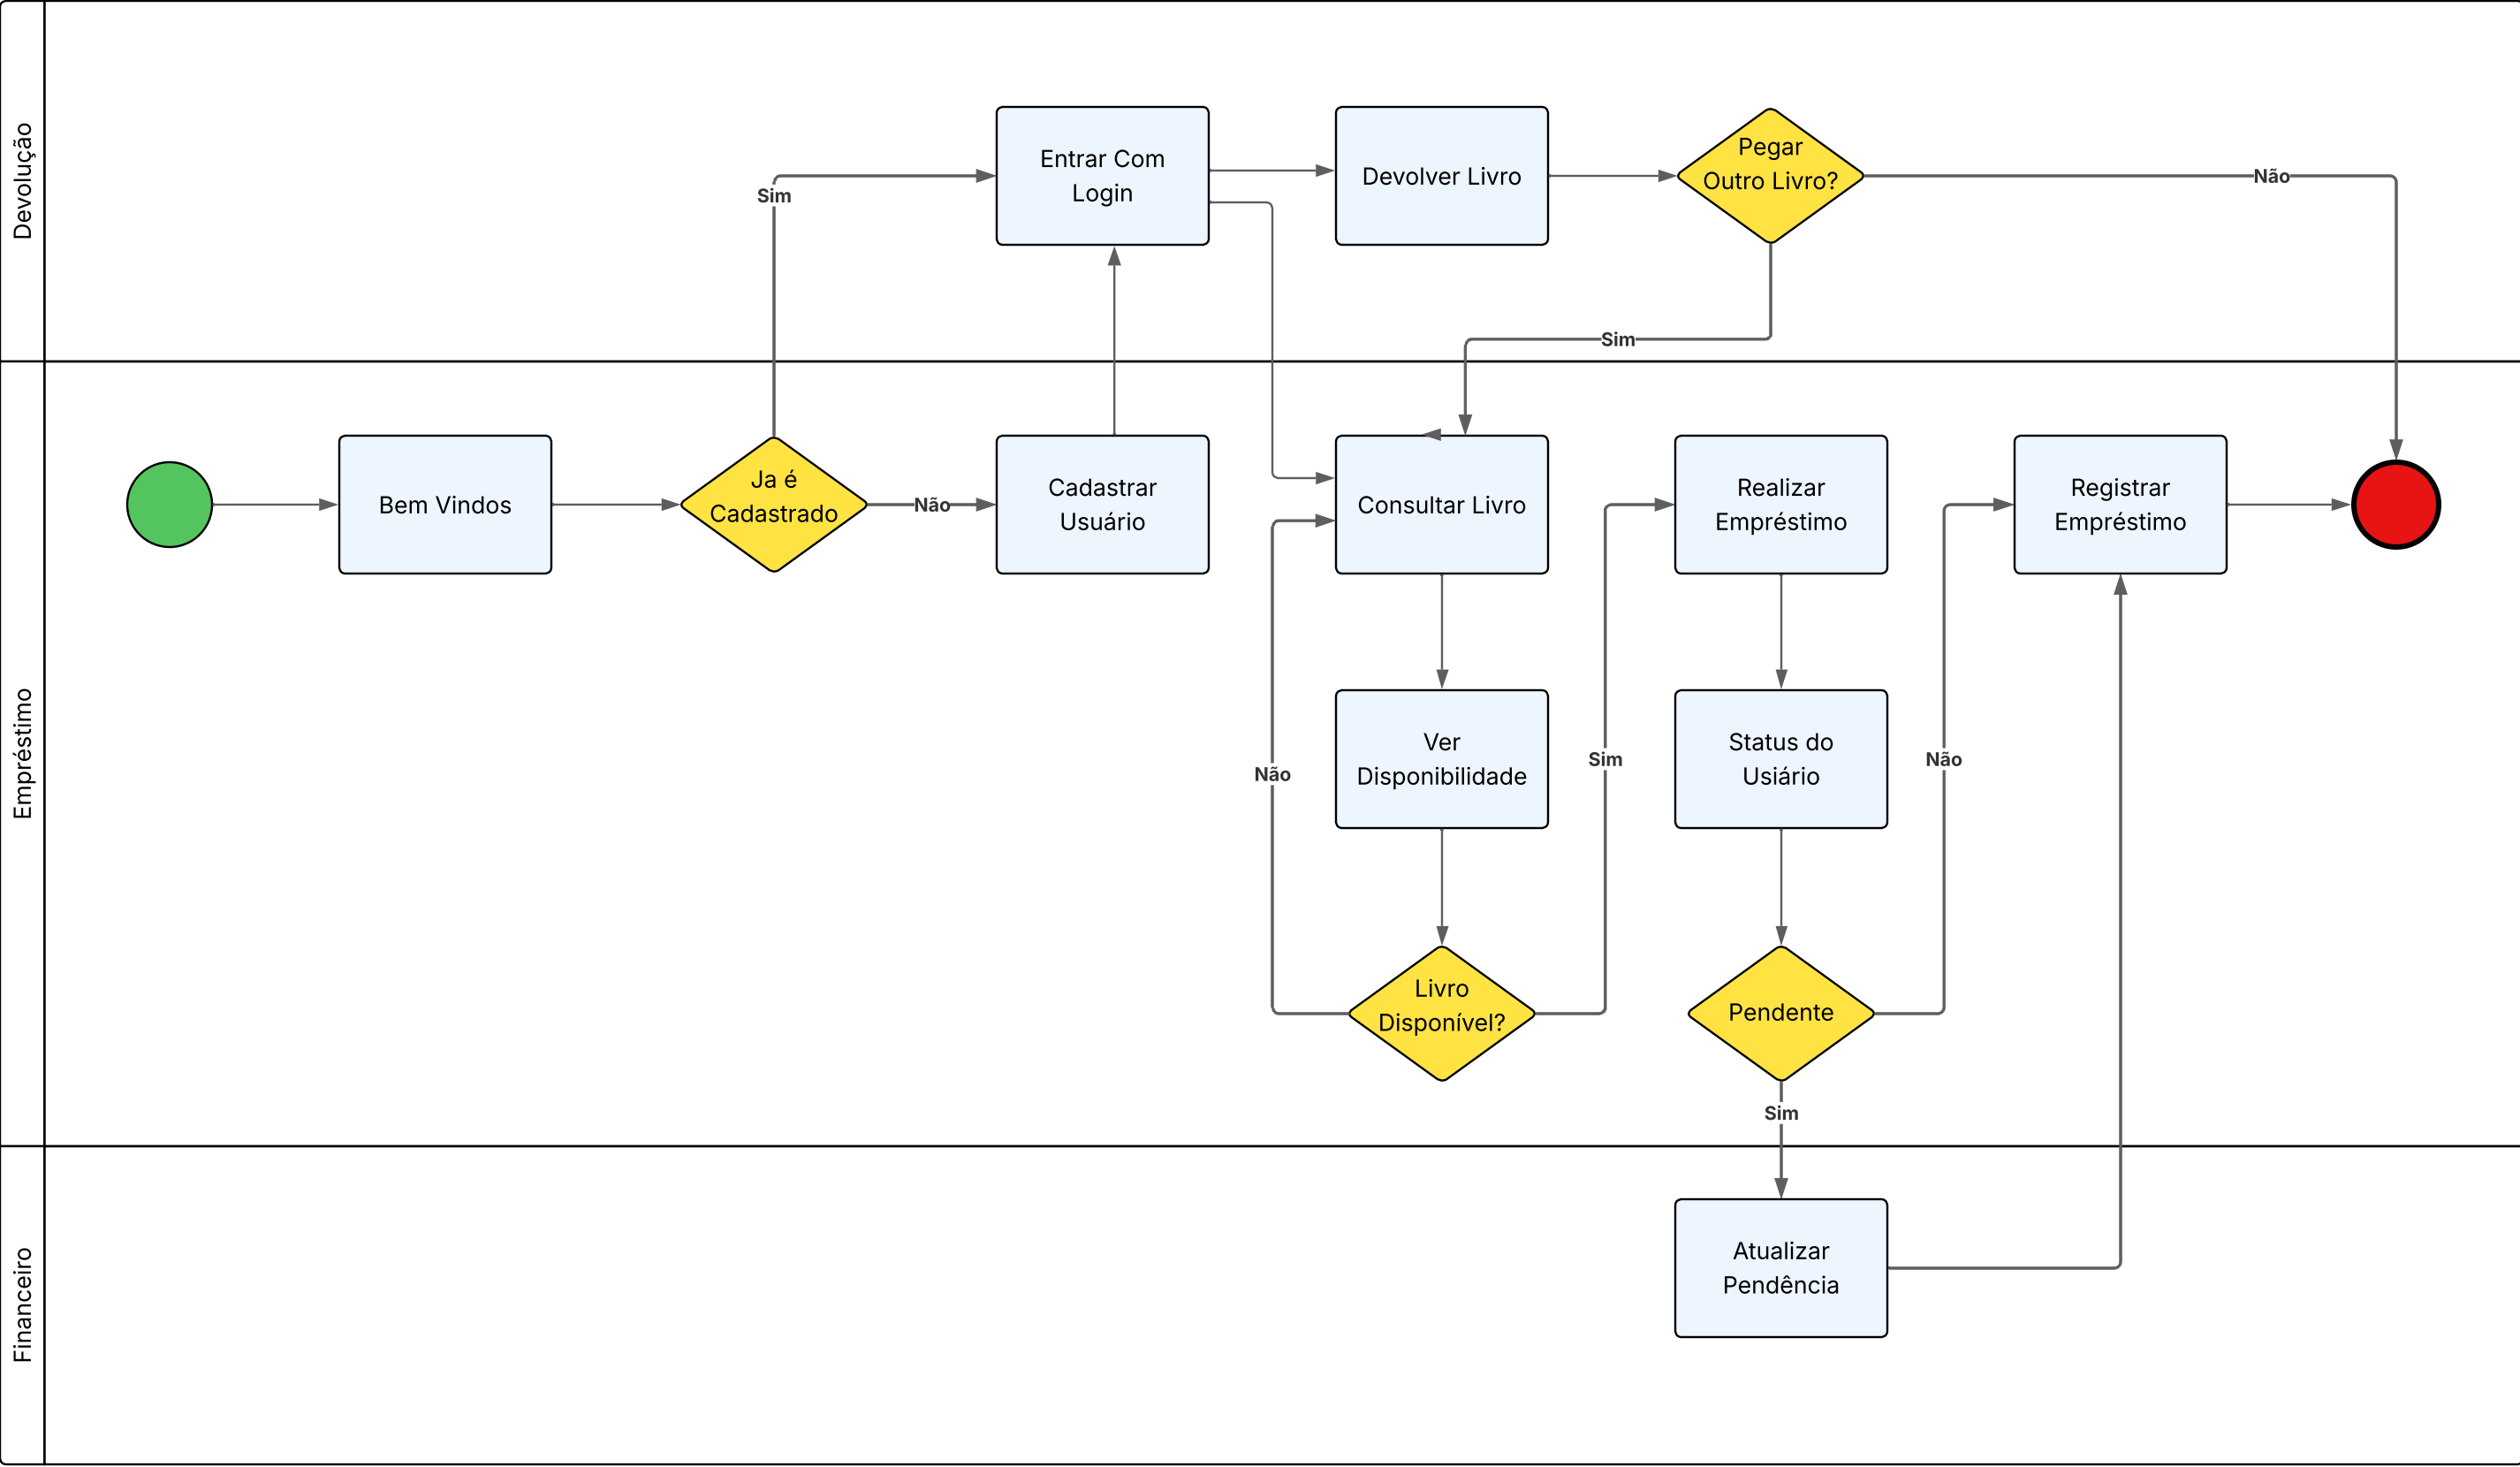 Devolução
Entrar Com
Login
Devolver Livro
Pegar
Outro Livro?
Não
Sim
Sim
Empréstimo
Bem Vindos
Ja é
Cadastrado
Não
Cadastrar
Usuário
Consultar Livro
Realizar
Empréstimo
Registrar
Empréstimo
Ver
Disponibilidade
Status do
Usiário
Não
Sim
Não
Livro
Disponível?
Pendente
Sim
Financeiro
Atualizar
Pendência